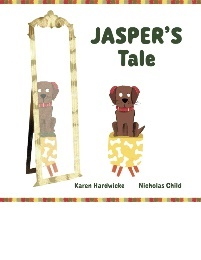 JASPER'S
Tale
Karen Hardwicke Nicholas Child